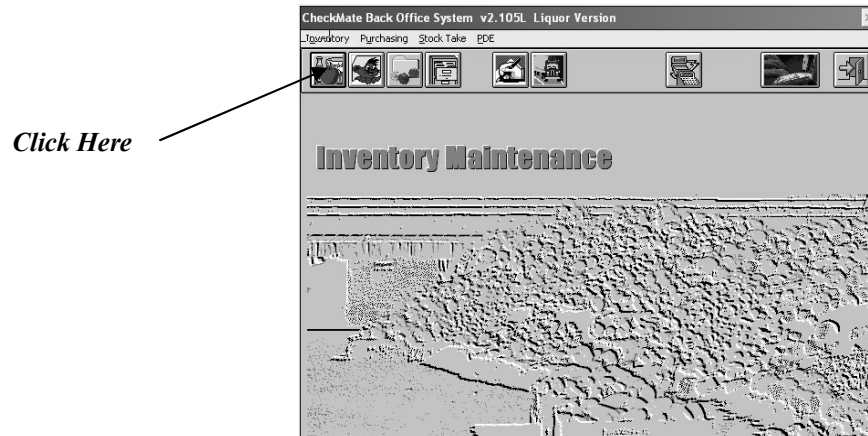 CheckMate Back Office System v2.105L Liquor Version
Inventory Purchasing Stock Take PDE
Click Here
Inventory Maintenance